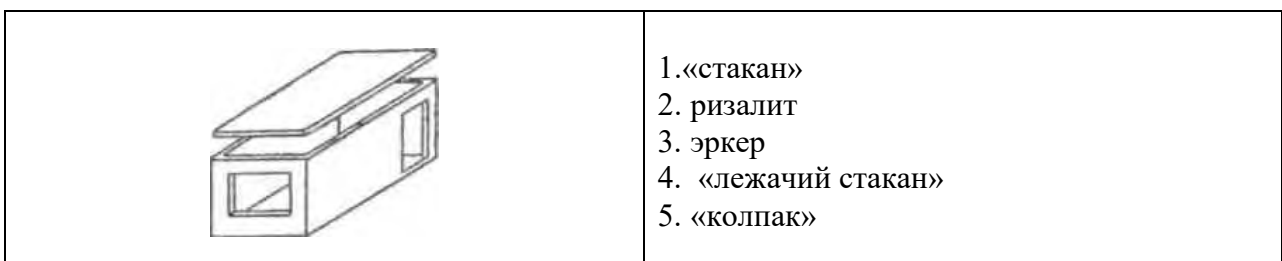 1.«стакан»
2. ризалит
3. эркер
4. «лежачий стакан»
5. «колпак»